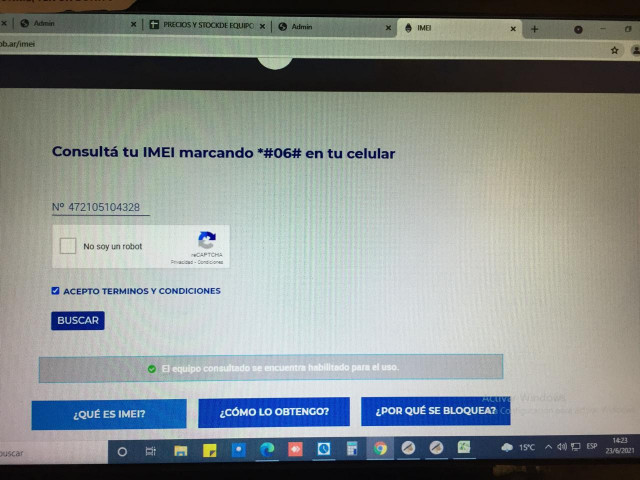 Admin
PRECIOS Y STOCKDE EQUIPO
Admin
IMEI
ob.ar/imei
Consultá tu IMEI marcando *#06# en tu celular
Nº 472105104328
No soy un robot
reCAPTCHA
Privacidad - Condiciones
ACEPTO TERMINOS Y CONDICIONES
BUSCAR
El equipo consultado se encuentra habilitado para el uso.
Activar Windows
¿QUÉ ES IMEI?
¿CÓMO LO OBTENGO?
¿POR QUÉ SE BLOQUEA?
buscar
15°C
ESP
14:23
23/6/2021